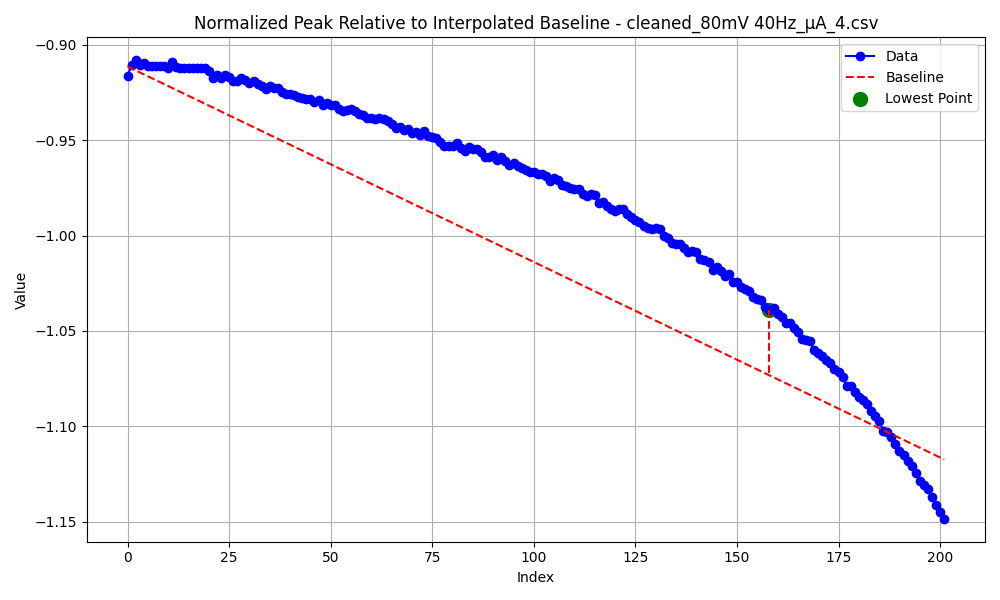 Normalized Peak Relative to Interpolated Baseline - cleaned_80mV 40Hz_μA_4.csv
Data
Baseline
Lowest Point
−0.90
−0.95
−1.00
−1.05
−1.10
−1.15
Value
0
25
50
75
100
125
150
175
200
Index